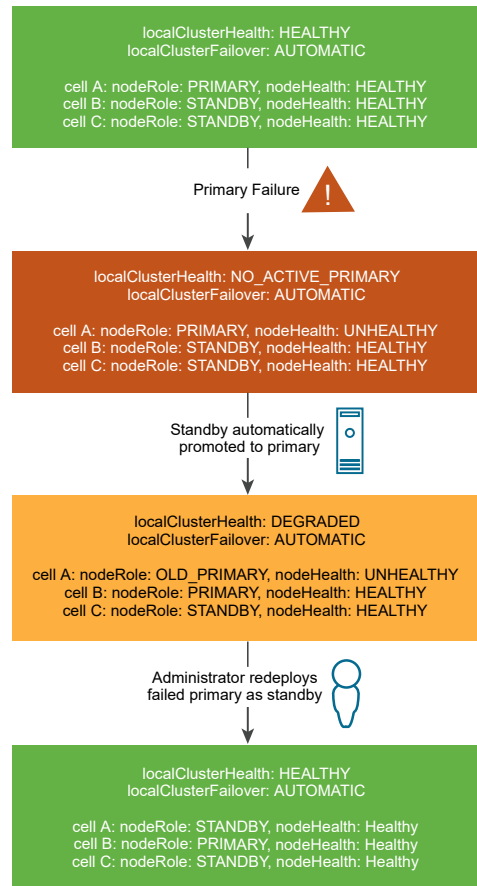 localClusterHealth: HEALTHY
localClusterFailover: AUTOMATIC
cell A: nodeRole: PRIMARY, nodeHealth: HEALTHY
cell B: nodeRole: STANDBY, nodeHealth: HEALTHY
cell C: nodeRole: STANDBY, nodeHealth: HEALTHY
Primary Failure
!
localClusterHealth: NO_ACTIVE_PRIMARY
localClusterFailover: AUTOMATIC
cell A: nodeRole: PRIMARY, nodeHealth: UNHEALTHY
cell B: nodeRole: STANDBY, nodeHealth: HEALTHY
cell C: nodeRole: STANDBY, nodeHealth: HEALTHY
Standby automatically
promoted to primary
localClusterHealth: DEGRADED
localClusterFailover: AUTOMATIC
cell A: nodeRole: OLD_PRIMARY, nodeHealth: UNHEALTHY
cell B: nodeRole: PRIMARY, nodeHealth: HEALTHY
cell C: nodeRole: STANDBY, nodeHealth: HEALTHY
Administrator redeploys
failed primary as standby
localClusterHealth: HEALTHY
localClusterFailover: AUTOMATIC
cell A: nodeRole: STANDBY, nodeHealth: Healthy
cell B: nodeRole: PRIMARY, nodeHealth: Healthy
cell C: nodeRole: STANDBY, nodeHealth: Healthy